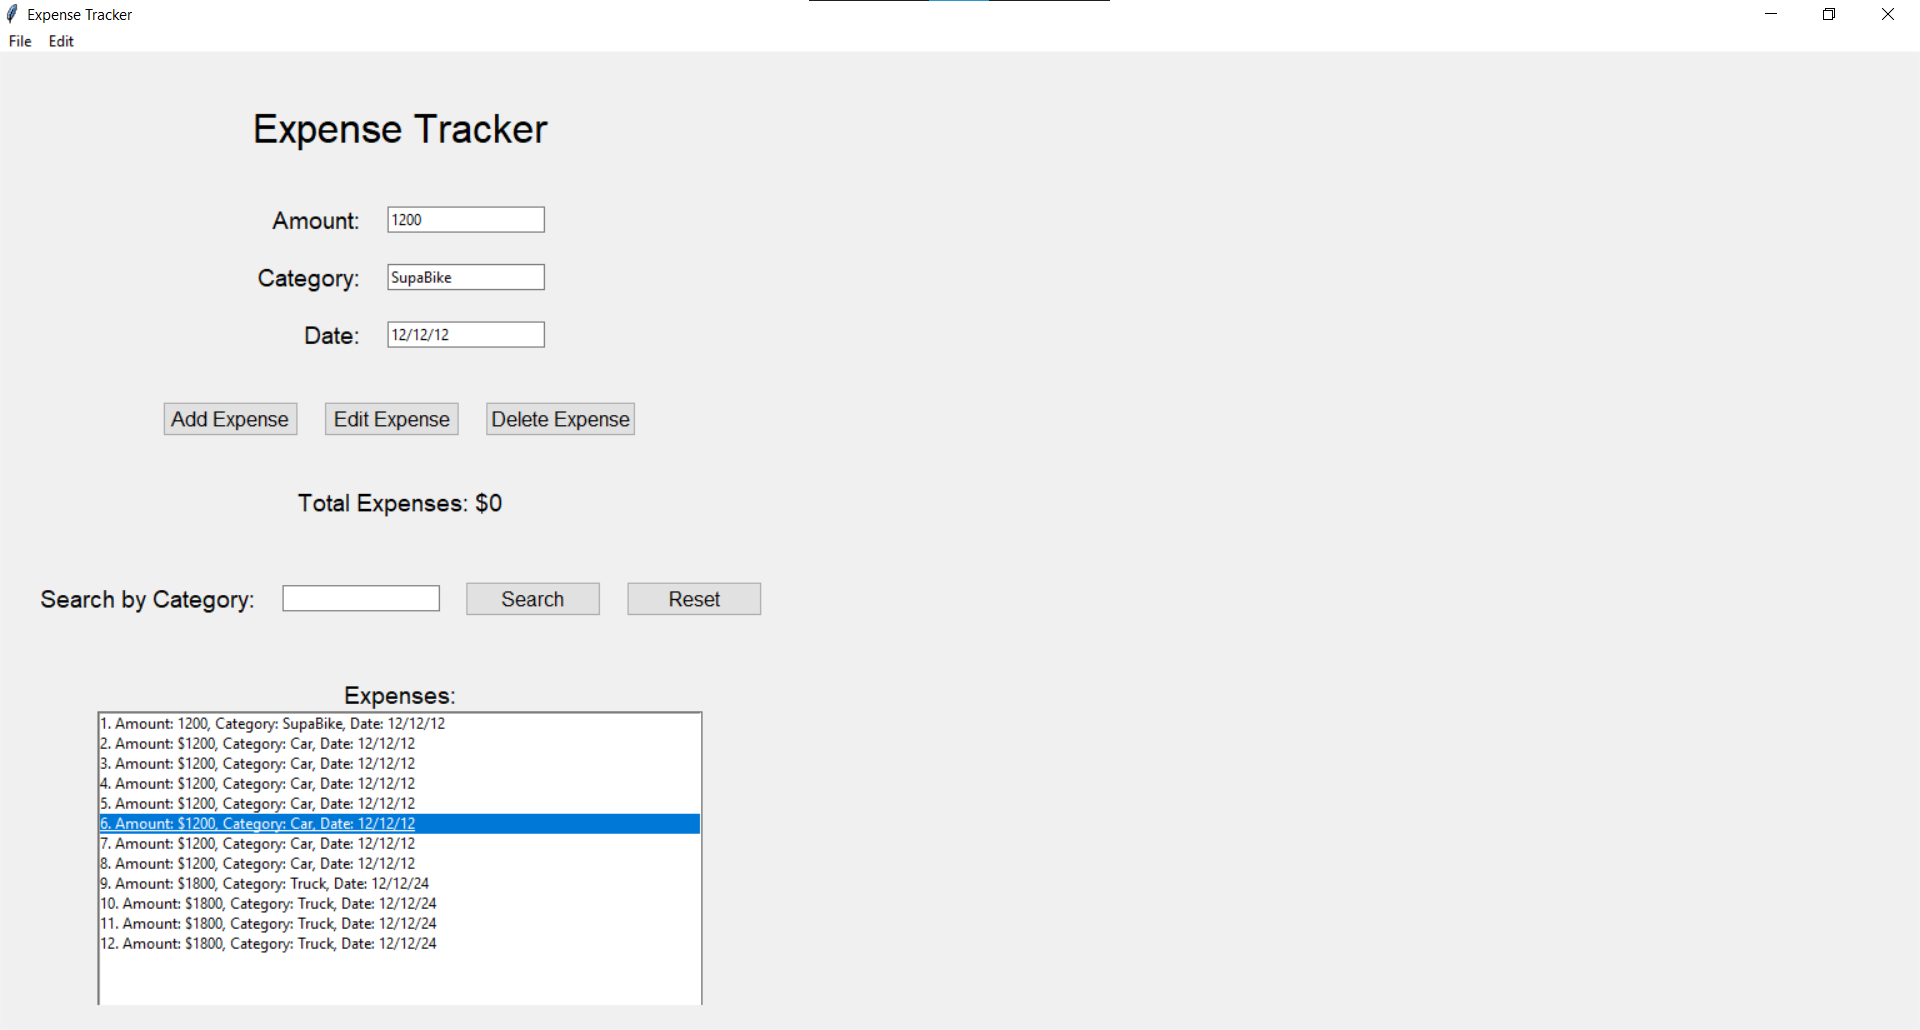 Expense Tracker
File Edit
Expense Tracker
Amount: 1200
Category: SupaBike
Date: 12/12/12
Add Expense Edit Expense Delete Expense
Total Expenses: $0
Search by Category: Search Reset
Expenses:
1. Amount: 1200, Category: SupaBike, Date: 12/12/12
2. Amount: $1200, Category: Car, Date: 12/12/12
3. Amount: $1200, Category: Car, Date: 12/12/12
4. Amount: $1200, Category: Car, Date: 12/12/12
5. Amount: $1200, Category: Car, Date: 12/12/12
6. Amount: $1200, Category: Car, Date: 12/12/12
7. Amount: $1200, Category: Car, Date: 12/12/12
8. Amount: $1200, Category: Car, Date: 12/12/12
9. Amount: $1800, Category: Truck, Date: 12/12/24
10. Amount: $1800, Category: Truck, Date: 12/12/24
11. Amount: $1800, Category: Truck, Date: 12/12/24
12. Amount: $1800, Category: Truck, Date: 12/12/24